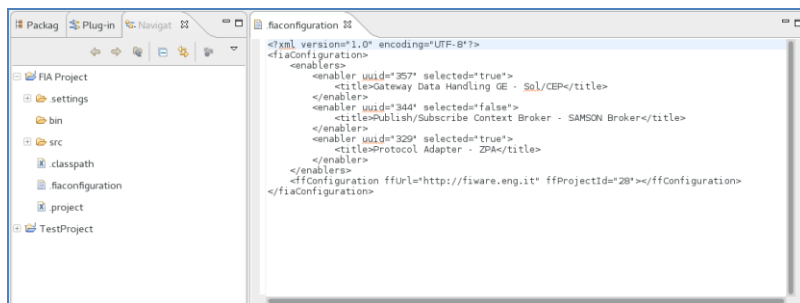 Packag Plug-in Navigat
FIA Project
.settings
bin
src
.classpath
.fiaconfiguration
.project
TestProject
.fiaconfiguration
<?xml version="1.0" encoding="UTF-8"?>
<fiaConfiguration>
<enablers>
<enabler uuid="357" selected="true">
<title>Gateway Data Handling GE - Sol/CEP</title>
</enabler>
<enabler uuid="344" selected="false">
<title>Publish/Subscribe Context Broker - SAMSON Broker</title>
</enabler>
<enabler uuid="329" selected="true">
<title>Protocol Adapter - ZPA</title>
</enabler>
</enablers>
<ffConfiguration ffUrl="http://fiware.eng.it" ffProjectId="28"></ffConfiguration>
</fiaConfiguration>